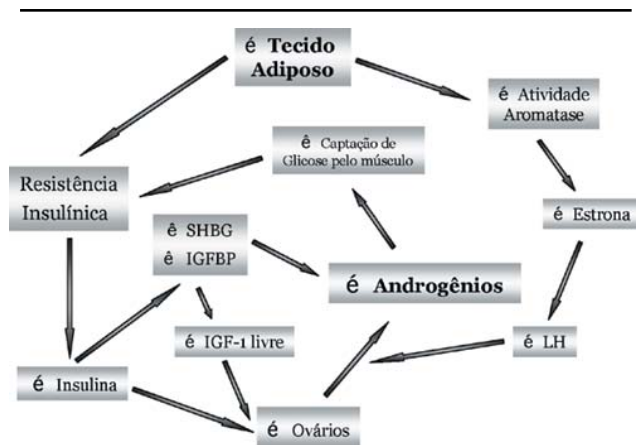 é Tecido
Adiposo
é Atividade
Aromatase
ê Captação de
Glicose pelo músculo
Resistência
Insulínica
é Estrona
ê SHBG
ê IGFBP
é Androgênios
é IGF-1 livre
é LH
é Insulina
é Ovários